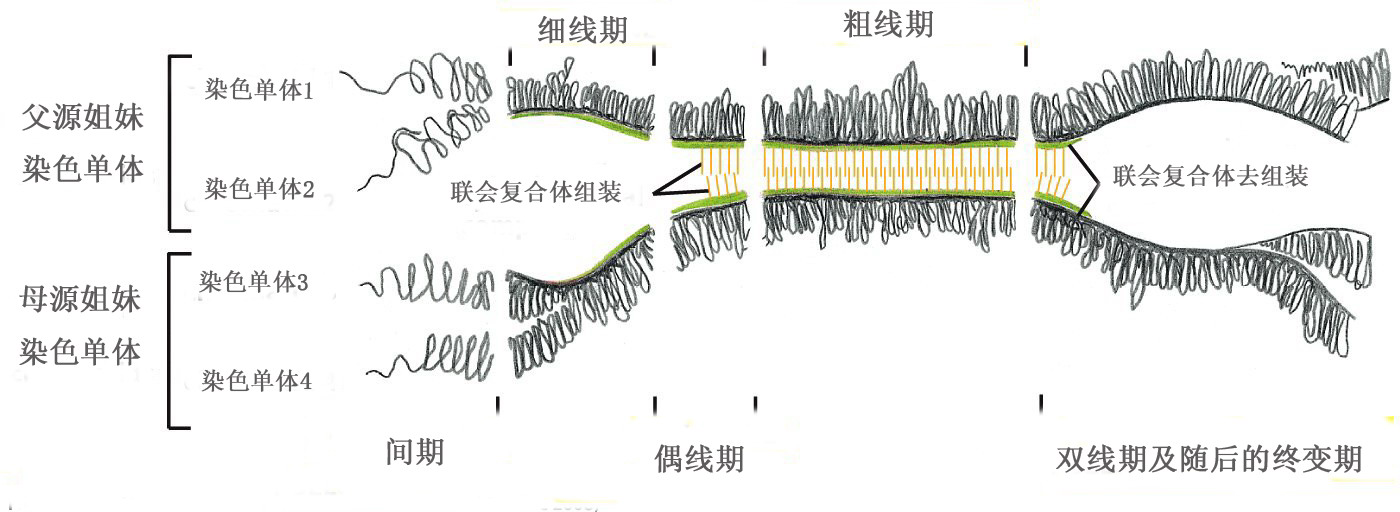 细线期
粗线期
父源姐妹
染色单体
染色单体1
染色单体2
联会复合体组装
联会复合体去组装
母源姐妹
染色单体
染色单体3
染色单体4
间期
偶线期
双线期及随后的终变期